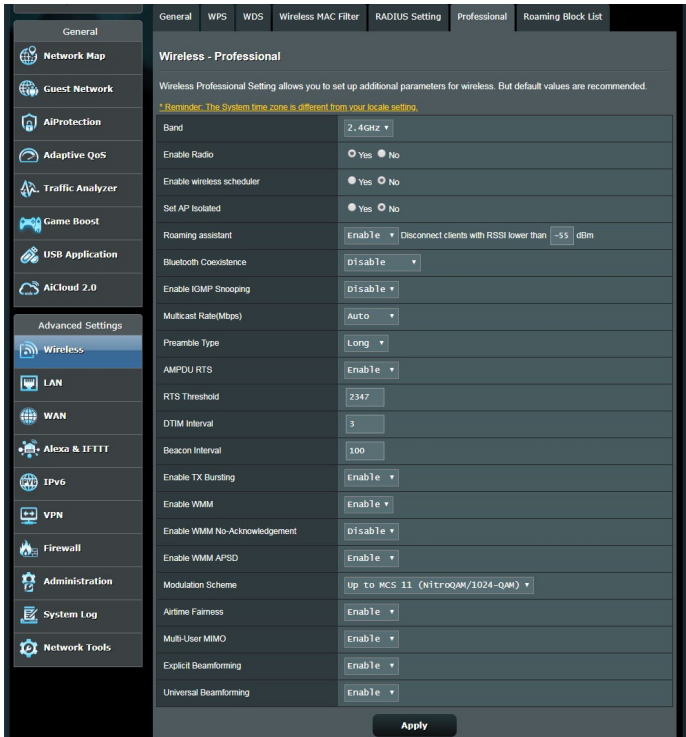 General WPS WDS Wireless MAC Filter RADIUS Setting Professional Roaming Block List
General
Network Map
Guest Network
AiProtection
Adaptive QoS
Traffic Analyzer
Game Boost
USB Application
AiCloud 2.0
Advanced Settings
Wireless
LAN
WAN
Alexa & IFTTT
IPv6
VPN
Firewall
Administration
System Log
Network Tools
Wireless - Professional
Wireless Professional Setting allows you to set up additional parameters for wireless. But default values are recommended.
* Reminder: The System time zone is different from your locale setting.
Band 2.4GHz
Enable Radio Yes No
Enable wireless scheduler Yes No
Set AP Isolated Yes No
Roaming assistant Enable Disconnect clients with RSSI lower than -55 dBm
Bluetooth Coexistence Disable
Enable IGMP Snooping Disable
Multicast Rate(Mbps) Auto
Preamble Type Long
AMPDU RTS Enable
RTS Threshold 2347
DTIM Interval 3
Beacon Interval 100
Enable TX Bursting Enable
Enable WMM Enable
Enable WMM No-Acknowledgement Disable
Enable WMM APSD Enable
Modulation Scheme Up to MCS 11 (NitroQAM/1024-QAM)
Airtime Fairness Enable
Multi-User MIMO Enable
Explicit Beamforming Enable
Universal Beamforming Enable
Apply